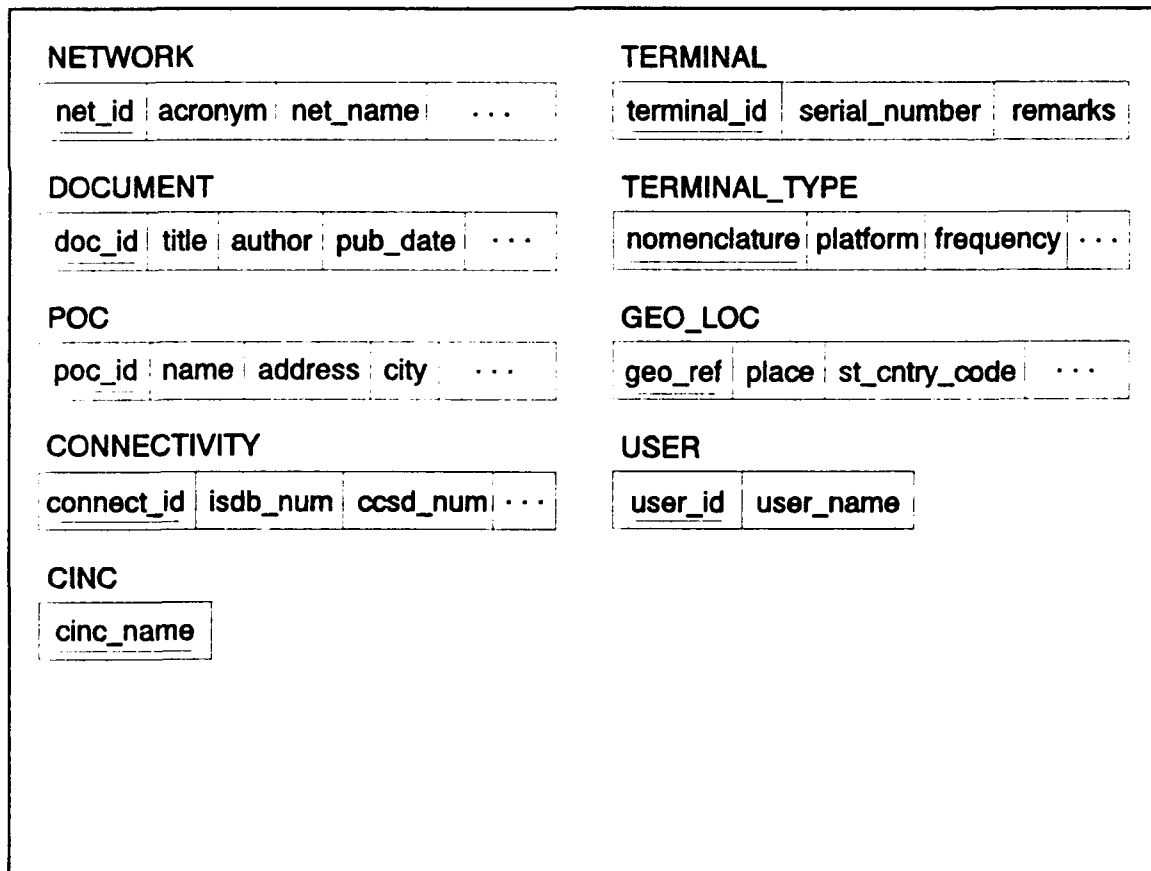 NETWORK
net_id acronym net_name ...
DOCUMENT
doc_id title author pub_date ...
POC
poc_id name address city ...
CONNECTIVITY
connect_id isdb_num ccsd_num ...
CINC
cinc_name
TERMINAL
terminal_id serial_number remarks
TERMINAL_TYPE
nomenclature platform frequency ...
GEO_LOC
geo_ref place st_cntry_code ...
USER
user_id user_name